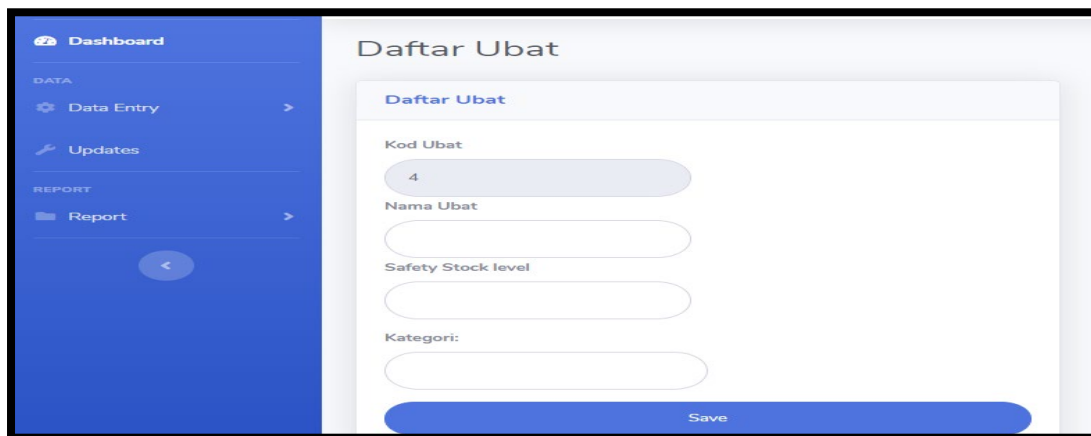 Dashboard
DATA
Data Entry
Updates
REPORT
Report
Daftar Ubat
Daftar Ubat
Kod Ubat
4
Nama Ubat
Safety Stock level
Kategori:
Save